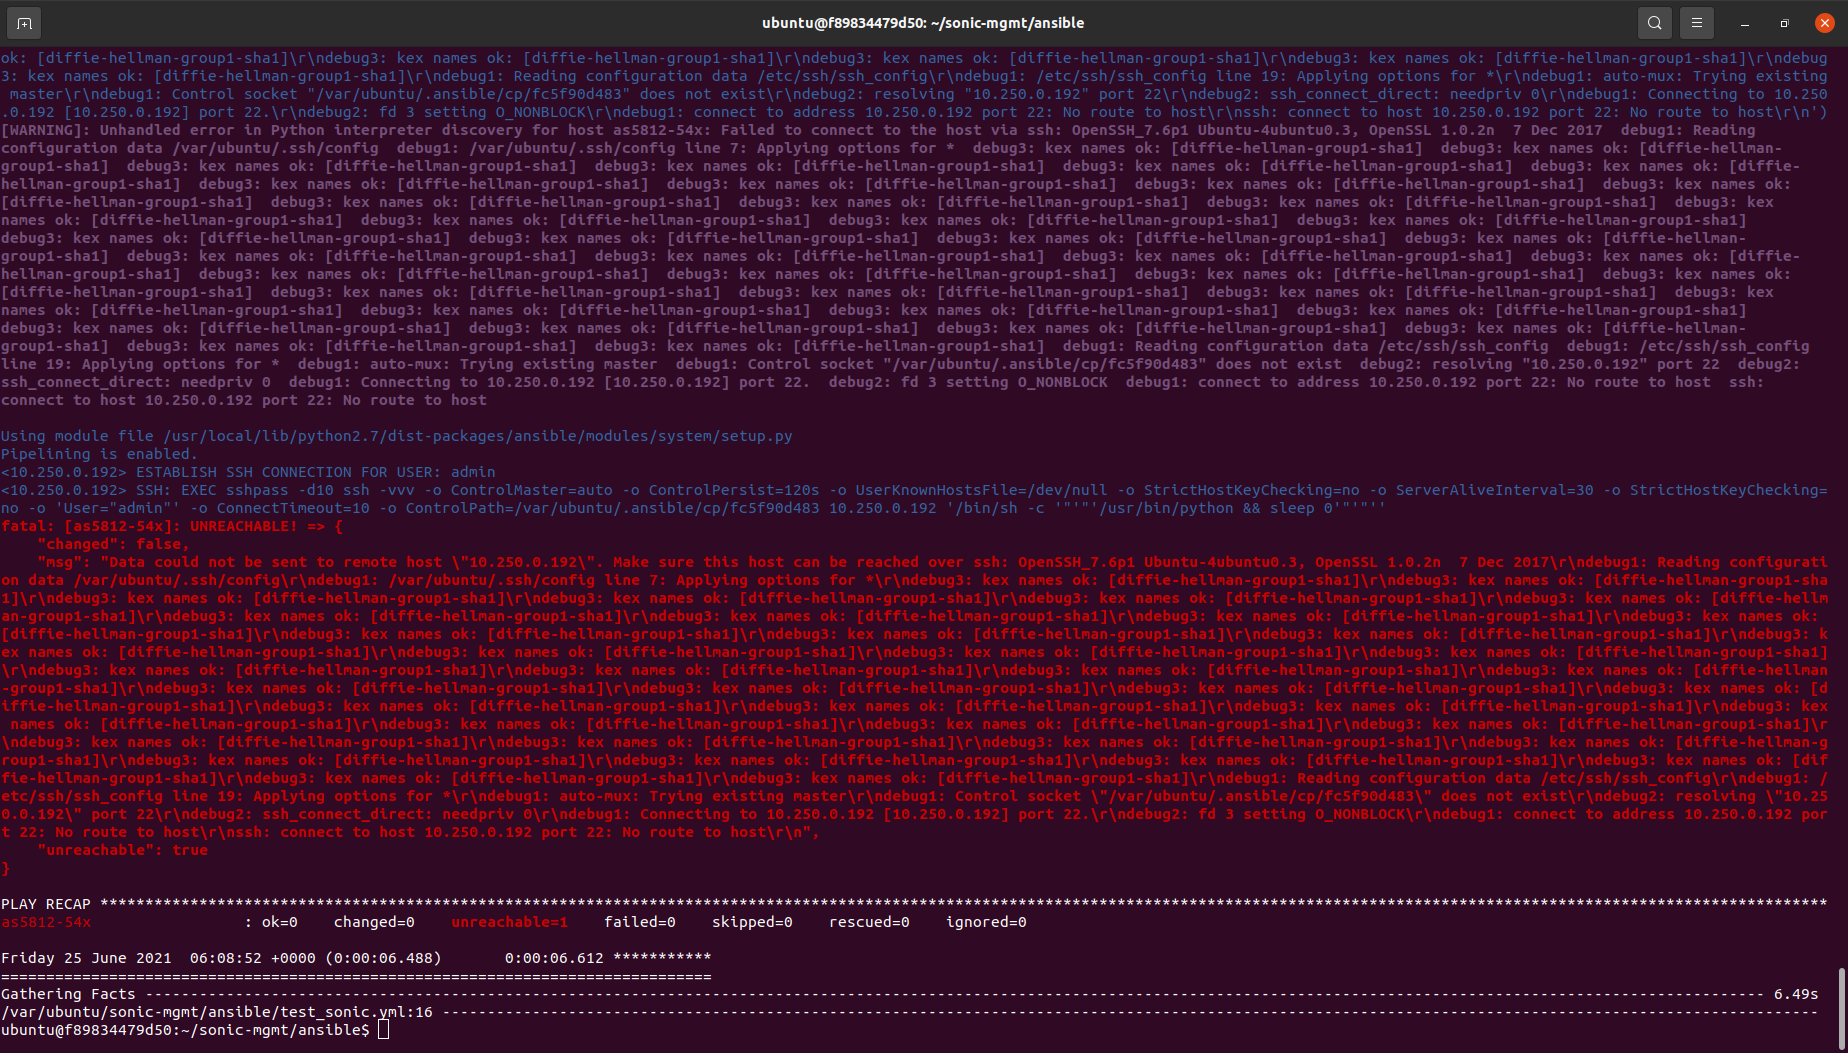 ubuntu@f89834479d50: ~/sonic-mgmt/ansible
ok: [diffie-hellman-group1-sha1]\r\ndebug3: kex names ok: [diffie-hellman-group1-sha1]\r\ndebug3: kex names ok: [diffie-hellman-group1-sha1]\r\ndebug3: kex names ok: [diffie-hellman-group1-sha1]\r\ndebug
3: kex names ok: [diffie-hellman-group1-sha1]\r\ndebug1: Reading configuration data /etc/ssh/ssh_config\r\ndebug1: /etc/ssh/ssh_config line 19: Applying options for *\r\ndebug1: auto-mux: Trying existing
 master\r\ndebug1: Control socket "/var/ubuntu/.ansible/cp/fc5f90d483" does not exist\r\ndebug2: resolving "10.250.0.192" port 22\r\ndebug2: ssh_connect_direct: needpriv 0\r\ndebug1: Connecting to 10.250
.0.192 [10.250.0.192] port 22.\r\ndebug2: fd 3 setting O_NONBLOCK\r\ndebug1: connect to address 10.250.0.192 port 22: No route to host\r\nssh: connect to host 10.250.0.192 port 22: No route to host\r\n')
[WARNING]: Unhandled error in Python interpreter discovery for host as5812-54x: Failed to connect to the host via ssh: OpenSSH_7.6p1 Ubuntu-4ubuntu0.3, OpenSSL 1.0.2n  7 Dec 2017  debug1: Reading
configuration data /var/ubuntu/.ssh/config  debug1: /var/ubuntu/.ssh/config line 7: Applying options for *  debug3: kex names ok: [diffie-hellman-group1-sha1]  debug3: kex names ok: [diffie-hellman-
group1-sha1]  debug3: kex names ok: [diffie-hellman-group1-sha1]  debug3: kex names ok: [diffie-hellman-group1-sha1]  debug3: kex names ok: [diffie-hellman-group1-sha1]  debug3: kex names ok: [diffie-
hellman-group1-sha1]  debug3: kex names ok: [diffie-hellman-group1-sha1]  debug3: kex names ok: [diffie-hellman-group1-sha1]  debug3: kex names ok: [diffie-hellman-group1-sha1]  debug3: kex names ok:
[diffie-hellman-group1-sha1]  debug3: kex names ok: [diffie-hellman-group1-sha1]  debug3: kex names ok: [diffie-hellman-group1-sha1]  debug3: kex names ok: [diffie-hellman-group1-sha1]  debug3: kex
names ok: [diffie-hellman-group1-sha1]  debug3: kex names ok: [diffie-hellman-group1-sha1]  debug3: kex names ok: [diffie-hellman-group1-sha1]  debug3: kex names ok: [diffie-hellman-group1-sha1]
debug3: kex names ok: [diffie-hellman-group1-sha1]  debug3: kex names ok: [diffie-hellman-group1-sha1]  debug3: kex names ok: [diffie-hellman-group1-sha1]  debug3: kex names ok: [diffie-hellman-
group1-sha1]  debug3: kex names ok: [diffie-hellman-group1-sha1]  debug3: kex names ok: [diffie-hellman-group1-sha1]  debug3: kex names ok: [diffie-hellman-group1-sha1]  debug3: kex names ok: [diffie-
hellman-group1-sha1]  debug3: kex names ok: [diffie-hellman-group1-sha1]  debug3: kex names ok: [diffie-hellman-group1-sha1]  debug3: kex names ok: [diffie-hellman-group1-sha1]  debug3: kex names ok:
[diffie-hellman-group1-sha1]  debug3: kex names ok: [diffie-hellman-group1-sha1]  debug3: kex names ok: [diffie-hellman-group1-sha1]  debug3: kex names ok: [diffie-hellman-group1-sha1]  debug3: kex
names ok: [diffie-hellman-group1-sha1]  debug3: kex names ok: [diffie-hellman-group1-sha1]  debug3: kex names ok: [diffie-hellman-group1-sha1]  debug3: kex names ok: [diffie-hellman-group1-sha1]
debug3: kex names ok: [diffie-hellman-group1-sha1]  debug3: kex names ok: [diffie-hellman-group1-sha1]  debug3: kex names ok: [diffie-hellman-group1-sha1]  debug3: kex names ok: [diffie-hellman-
group1-sha1]  debug3: kex names ok: [diffie-hellman-group1-sha1]  debug3: kex names ok: [diffie-hellman-group1-sha1]  debug1: Reading configuration data /etc/ssh/ssh_config  debug1: /etc/ssh/ssh_config
line 19: Applying options for *  debug1: auto-mux: Trying existing master  debug1: Control socket "/var/ubuntu/.ansible/cp/fc5f90d483" does not exist  debug2: resolving "10.250.0.192" port 22  debug2:
ssh_connect_direct: needpriv 0  debug1: Connecting to 10.250.0.192 [10.250.0.192] port 22.  debug2: fd 3 setting O_NONBLOCK  debug1: connect to address 10.250.0.192 port 22: No route to host  ssh:
connect to host 10.250.0.192 port 22: No route to host
Using module file /usr/local/lib/python2.7/dist-packages/ansible/modules/system/setup.py
Pipelining is enabled.
<10.250.0.192> ESTABLISH SSH CONNECTION FOR USER: admin
<10.250.0.192> SSH: EXEC sshpass -d10 ssh -vvv -o ControlMaster=auto -o ControlPersist=120s -o UserKnownHostsFile=/dev/null -o StrictHostKeyChecking=no -o ServerAliveInterval=30 -o StrictHostKeyChecking=
no -o 'User="admin"' -o ConnectTimeout=10 -o ControlPath=/var/ubuntu/.ansible/cp/fc5f90d483 10.250.0.192 '/bin/sh -c '"'"'/usr/bin/python && sleep 0'"'"''
fatal: [as5812-54x]: UNREACHABLE! => {
    "changed": false,
    "msg": "Data could not be sent to remote host \"10.250.0.192\". Make sure this host can be reached over ssh: OpenSSH_7.6p1 Ubuntu-4ubuntu0.3, OpenSSL 1.0.2n  7 Dec 2017\r\ndebug1: Reading configurati
on data /var/ubuntu/.ssh/config\r\ndebug1: /var/ubuntu/.ssh/config line 7: Applying options for *\r\ndebug3: kex names ok: [diffie-hellman-group1-sha1]\r\ndebug3: kex names ok: [diffie-hellman-group1-sha
1]\r\ndebug3: kex names ok: [diffie-hellman-group1-sha1]\r\ndebug3: kex names ok: [diffie-hellman-group1-sha1]\r\ndebug3: kex names ok: [diffie-hellman-group1-sha1]\r\ndebug3: kex names ok: [diffie-hellm
an-group1-sha1]\r\ndebug3: kex names ok: [diffie-hellman-group1-sha1]\r\ndebug3: kex names ok: [diffie-hellman-group1-sha1]\r\ndebug3: kex names ok: [diffie-hellman-group1-sha1]\r\ndebug3: kex names ok:
[diffie-hellman-group1-sha1]\r\ndebug3: kex names ok: [diffie-hellman-group1-sha1]\r\ndebug3: kex names ok: [diffie-hellman-group1-sha1]\r\ndebug3: kex names ok: [diffie-hellman-group1-sha1]\r\ndebug3: k
ex names ok: [diffie-hellman-group1-sha1]\r\ndebug3: kex names ok: [diffie-hellman-group1-sha1]\r\ndebug3: kex names ok: [diffie-hellman-group1-sha1]\r\ndebug3: kex names ok: [diffie-hellman-group1-sha1]
\r\ndebug3: kex names ok: [diffie-hellman-group1-sha1]\r\ndebug3: kex names ok: [diffie-hellman-group1-sha1]\r\ndebug3: kex names ok: [diffie-hellman-group1-sha1]\r\ndebug3: kex names ok: [diffie-hellman
-group1-sha1]\r\ndebug3: kex names ok: [diffie-hellman-group1-sha1]\r\ndebug3: kex names ok: [diffie-hellman-group1-sha1]\r\ndebug3: kex names ok: [diffie-hellman-group1-sha1]\r\ndebug3: kex names ok: [d
iffie-hellman-group1-sha1]\r\ndebug3: kex names ok: [diffie-hellman-group1-sha1]\r\ndebug3: kex names ok: [diffie-hellman-group1-sha1]\r\ndebug3: kex names ok: [diffie-hellman-group1-sha1]\r\ndebug3: kex
 names ok: [diffie-hellman-group1-sha1]\r\ndebug3: kex names ok: [diffie-hellman-group1-sha1]\r\ndebug3: kex names ok: [diffie-hellman-group1-sha1]\r\ndebug3: kex names ok: [diffie-hellman-group1-sha1]\r
\ndebug3: kex names ok: [diffie-hellman-group1-sha1]\r\ndebug3: kex names ok: [diffie-hellman-group1-sha1]\r\ndebug3: kex names ok: [diffie-hellman-group1-sha1]\r\ndebug3: kex names ok: [diffie-hellman-g
roup1-sha1]\r\ndebug3: kex names ok: [diffie-hellman-group1-sha1]\r\ndebug3: kex names ok: [diffie-hellman-group1-sha1]\r\ndebug3: kex names ok: [diffie-hellman-group1-sha1]\r\ndebug3: kex names ok: [dif
fie-hellman-group1-sha1]\r\ndebug3: kex names ok: [diffie-hellman-group1-sha1]\r\ndebug3: kex names ok: [diffie-hellman-group1-sha1]\r\ndebug1: Reading configuration data /etc/ssh/ssh_config\r\ndebug1: /
etc/ssh/ssh_config line 19: Applying options for *\r\ndebug1: auto-mux: Trying existing master\r\ndebug1: Control socket \"/var/ubuntu/.ansible/cp/fc5f90d483\" does not exist\r\ndebug2: resolving \"10.25
0.0.192\" port 22\r\ndebug2: ssh_connect_direct: needpriv 0\r\ndebug1: Connecting to 10.250.0.192 [10.250.0.192] port 22.\r\ndebug2: fd 3 setting O_NONBLOCK\r\ndebug1: connect to address 10.250.0.192 por
t 22: No route to host\r\nssh: connect to host 10.250.0.192 port 22: No route to host\r\n",
    "unreachable": true
}
PLAY RECAP ************************************************************************************************************************************************************************************************
as5812-54x                 : ok=0    changed=0    unreachable=1    failed=0    skipped=0    rescued=0    ignored=0
Friday 25 June 2021  06:08:52 +0000 (0:00:06.488)       0:00:06.612 ***********
===============================================================================
Gathering Facts ------------------------------------------------------------------------------------------------------------------------------------------------------------------------------------ 6.49s
/var/ubuntu/sonic-mgmt/ansible/test_sonic.yml:16 ---------------------------------------------------------------------------------------------------------------------------------------------------------
ubuntu@f89834479d50:~/sonic-mgmt/ansible$